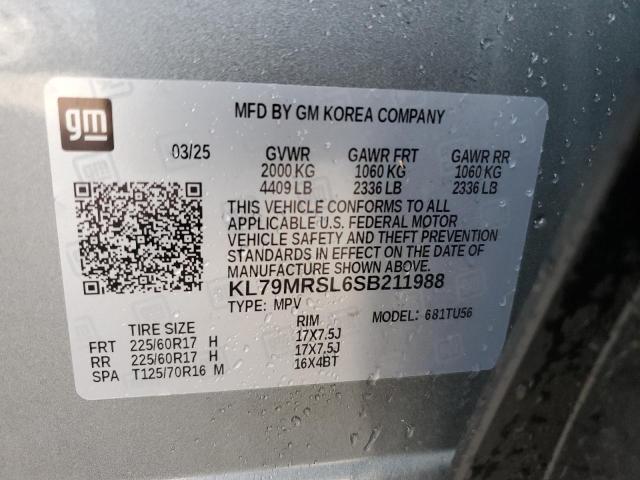 gm
MFD BY GM KOREA COMPANY
03/25 GVWR GAWR FRT GAWR RR
2000 KG 1060 KG 1060 KG
4409 LB 2336 LB 2336 LB
THIS VEHICLE CONFORMS TO ALL
APPLICABLE U.S. FEDERAL MOTOR
VEHICLE SAFETY AND THEFT PREVENTION
STANDARDS IN EFFECT ON THE DATE OF
MANUFACTURE SHOWN ABOVE.
KL79MRSL6SB211988
TYPE: MPV MODEL: 681TU56
TIRE SIZE RIM
FRT 225/60R17 H 17X7.5J
RR 225/60R17 H 17X7.5J
SPA T125/70R16 M 16X4BT